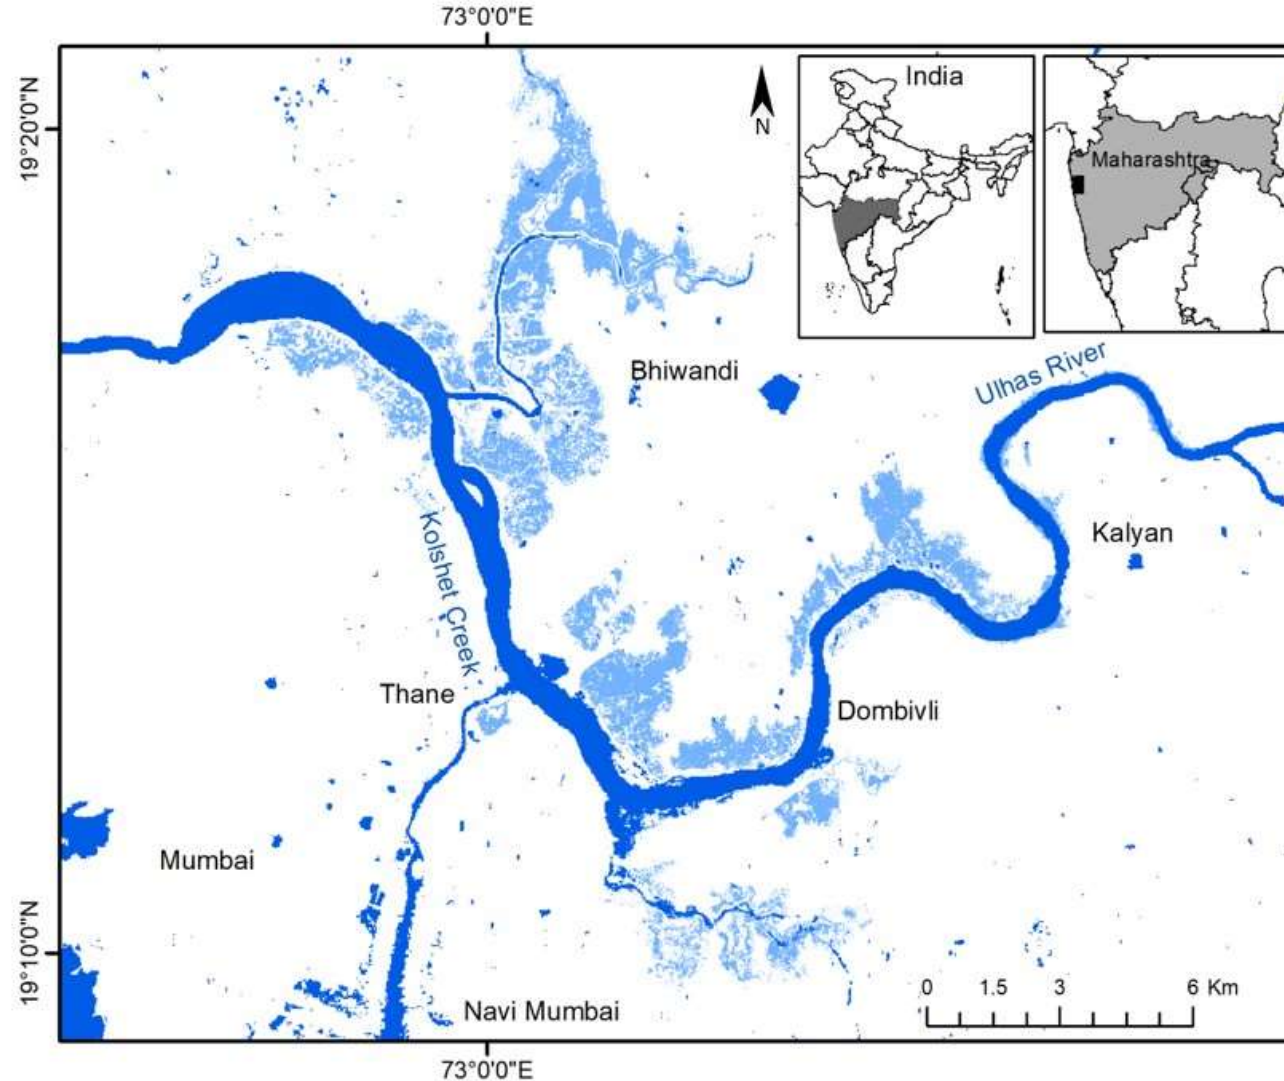 73°0'0"E
19°20'0"N
N
India
Maharashtra
Bhiwandi
Ulhas River
Kalyan
Kolshet Creek
Thane
Dombivli
Mumbai
19°10'0"N
0 1.5 3 6 Km
Navi Mumbai
73°0'0"E